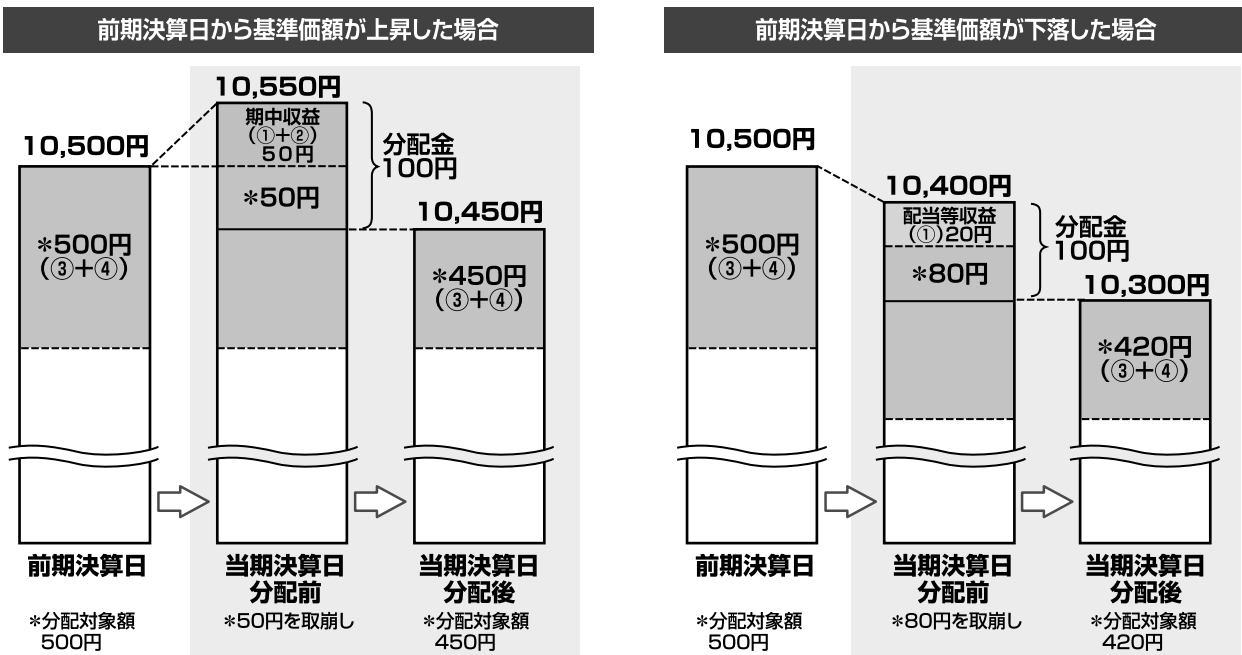 前期決算日から基準価額が上昇した場合
10,500円
*500円
(③+④)
10,550円
期中収益
(①+②)
50円
*50円
分配金
100円
10,450円
*450円
(③+④)
前期決算日
当期決算日
分配前
当期決算日
分配後
*分配対象額
500円
*50円を取崩し
*分配対象額
450円
前期決算日から基準価額が下落した場合
10,500円
*500円
(③+④)
10,400円
配当等収益
(①)20円
*80円
分配金
100円
10,300円
*420円
(③+④)
前期決算日
当期決算日
分配前
当期決算日
分配後
*分配対象額
500円
*80円を取崩し
*分配対象額
420円